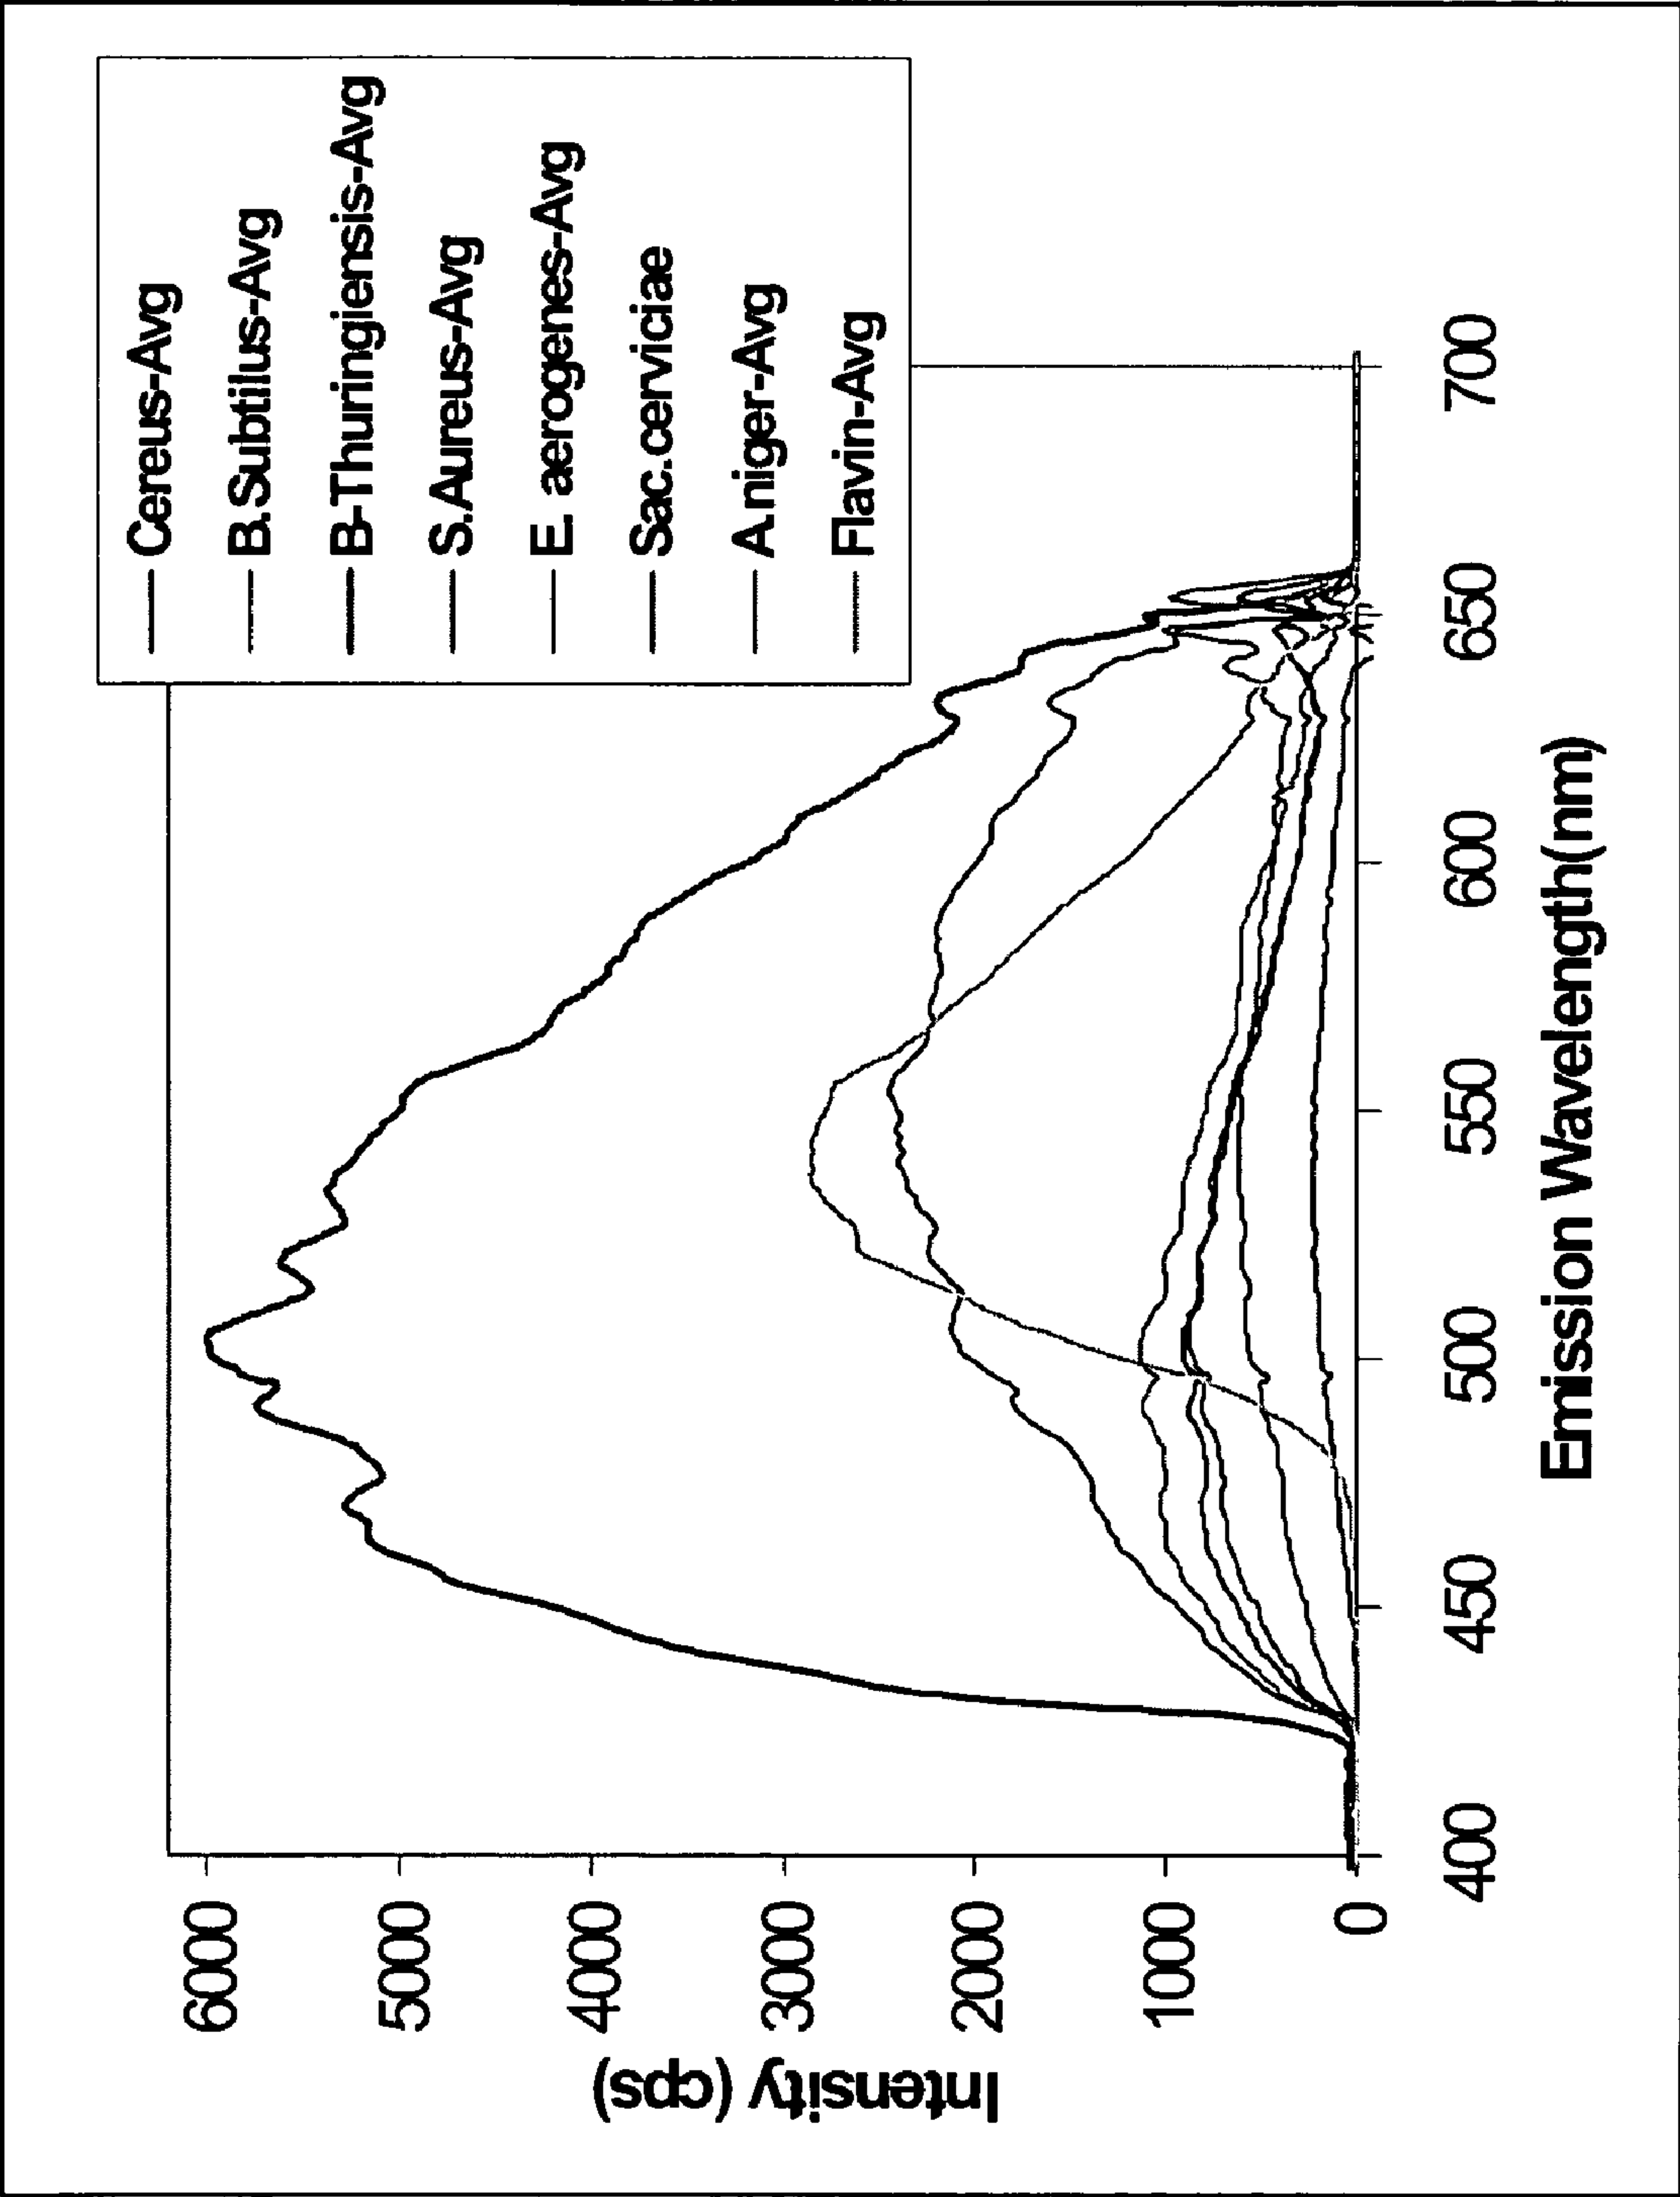 Intensity (cps)
6000
5000
4000
3000
2000
1000
0
Cereus-Avg
B.Subtilus-Avg
B-Thuringiensis-Avg
S.Aureus-Avg
E. aerogenes-Avg
Sac.cerviciae
A.niger-Avg
Flavin-Avg
400 450 500 550 600 650 700
Emission Wavelength(nm)